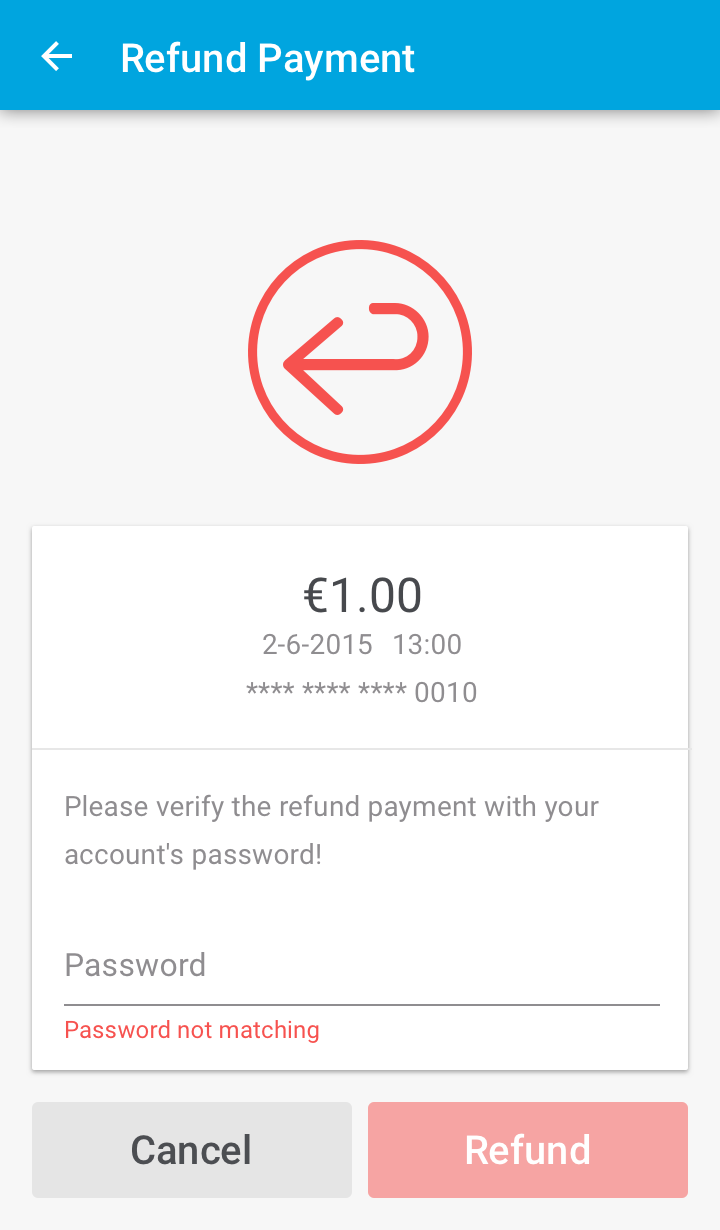 Refund Payment
€1.00
2-6-2015 13:00
**** **** **** 0010
Please verify the refund payment with your
account's password!
Password
Password not matching
Cancel
Refund